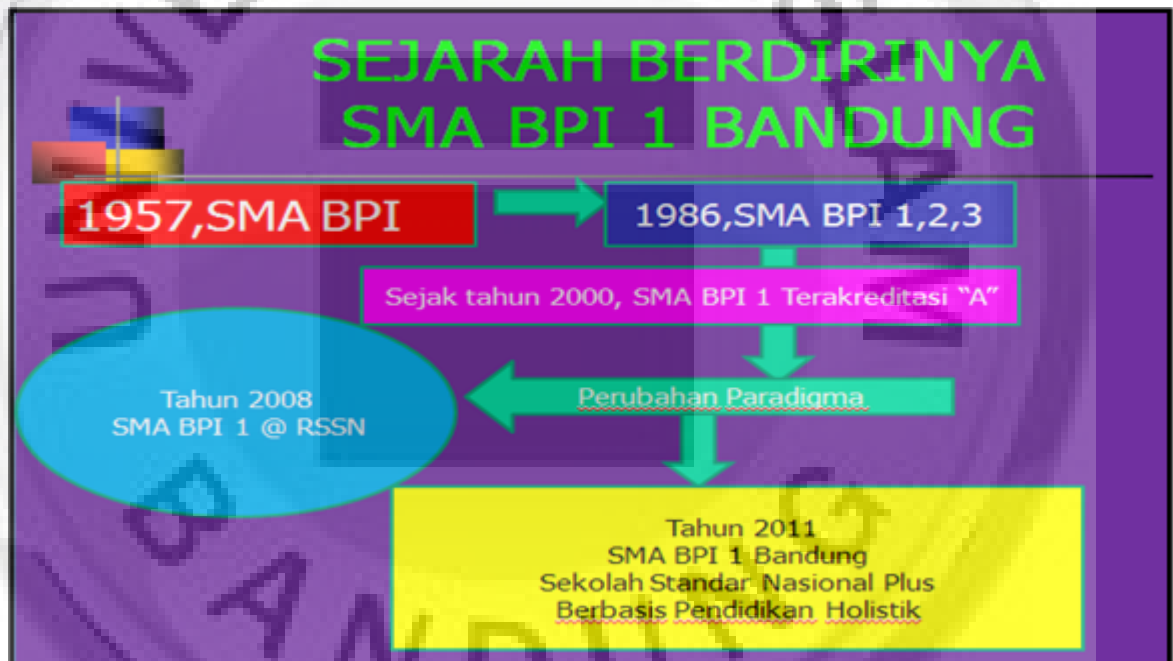 SEJARAH BERDIRINYA
SMA BPI 1 BANDUNG
1957,SMA BPI
1986,SMA BPI 1,2,3
Sejak tahun 2000, SMA BPI 1 Terakreditasi “A”
Perubahan Paradigma
Tahun 2008
SMA BPI 1 @ RSSN
Tahun 2011
SMA BPI 1 Bandung
Sekolah Standar Nasional Plus
Berbasis Pendidikan Holistik
BANDUNG